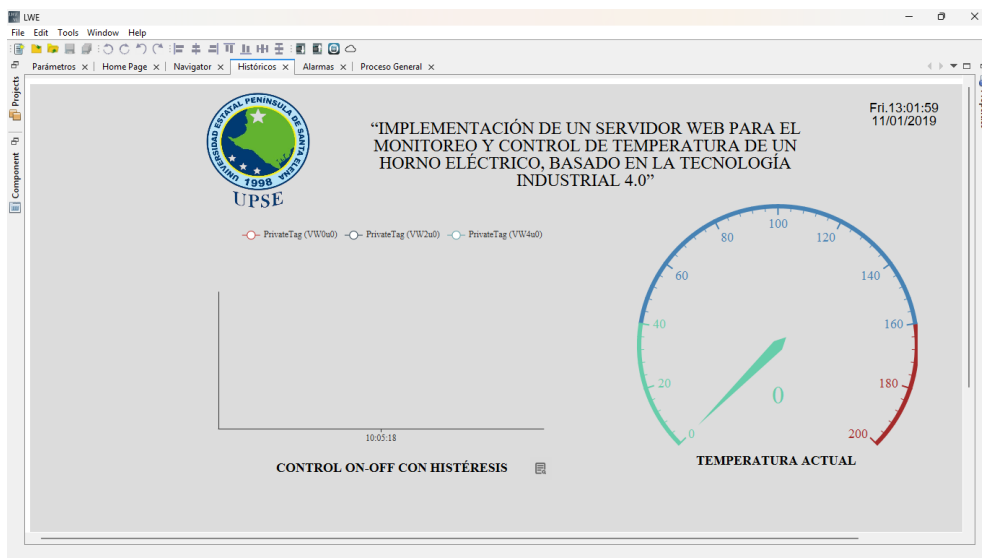 LWE
File Edit Tools Window Help
Parámetros Home Page Navigator Históricos Alarmas Proceso General
Projects
Component
UNIVERSIDAD ESTATAL PENÍNSULA DE SANTA ELENA
1998
UPSE
“IMPLEMENTACIÓN DE UN SERVIDOR WEB PARA EL
MONITOREO Y CONTROL DE TEMPERATURA DE UN
HORNO ELÉCTRICO, BASADO EN LA TECNOLOGÍA
INDUSTRIAL 4.0”
Fri.13:01:59
11/01/2019
PrivateTag (VW0u0) PrivateTag (VW2u0) PrivateTag (VW4u0)
10:05:18
CONTROL ON-OFF CON HISTÉRESIS
0
20
40
60
80
100
120
140
160
180
200
0
TEMPERATURA ACTUAL